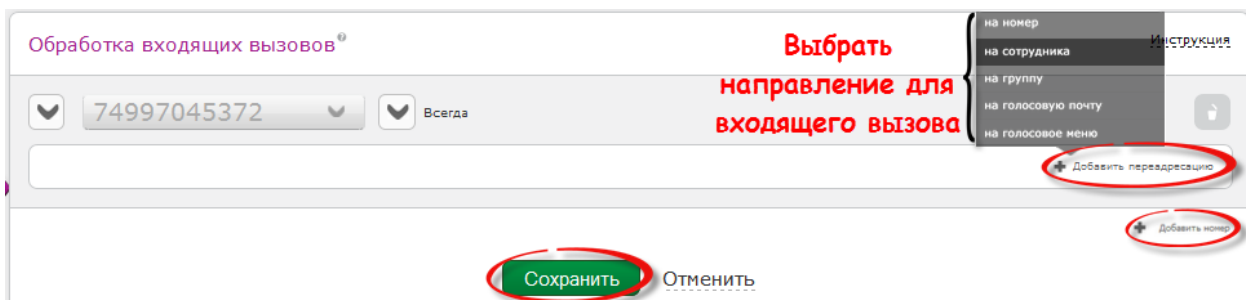 Обработка входящих вызовов
Инструкция
Выбрать
направление для
входящего вызова
на номер
на сотрудника
на группу
на голосовую почту
на голосовое меню
74997045372
Всегда
Добавить переадресацию
Добавить номер
Сохранить
Отменить